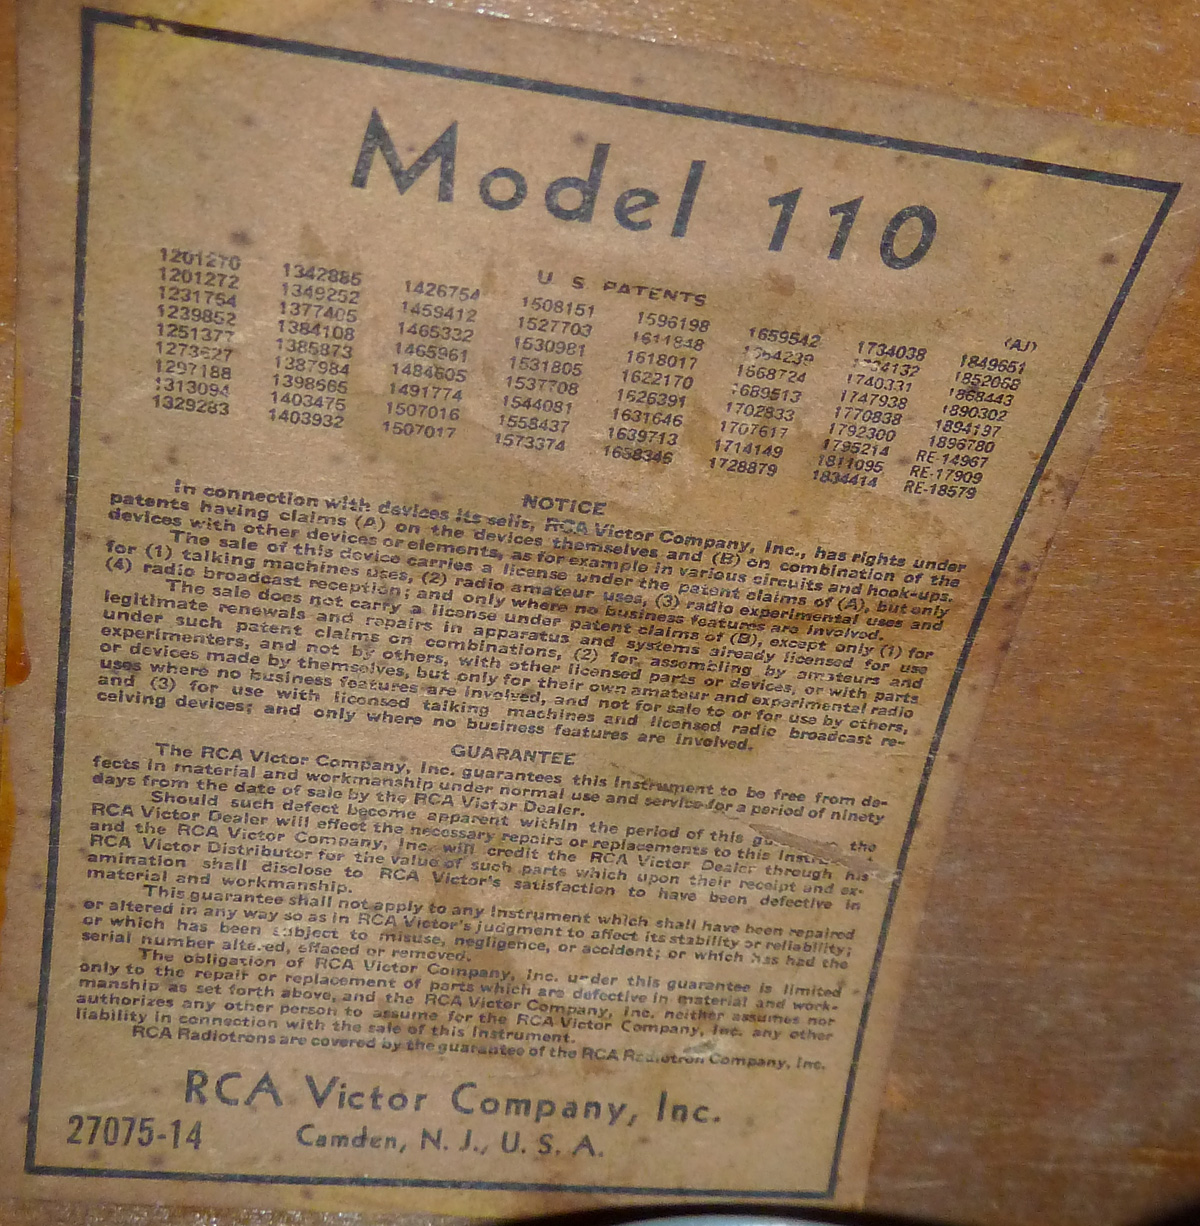 Model 110
U. S. PATENTS
(AJ)
1201270 1342885 1426754 1508151 1596198 1659542 1734038 1849651
1201272 1349252 1459412 1527703 1611848 1852068
1231764 1377405 1465332 1530981 1618017 1668724 1740331 1868443
1239852 1384108 1465961 1531805 1622170 1689513 1747938 1890302
1251377 1385873 1484605 1537708 1626391 1702833 1770838 1894197
1273627 1387984 1491774 1544081 1631646 1707617 1792300 1896780
1297188 1398665 1507016 1558437 1639713 1714149 1795214 RE-14967
1313094 1403475 1507017 1573374 1658346 1728879 1811095 RE-17909
1329283 1403932 1834414 RE-18579
NOTICE
In connection with devices its sells, RCA Victor Company, Inc., has rights under
patents having claims (A) on the devices themselves and (B) on combination of the
devices with other devices or elements, as for example in various circuits and hook-ups.
The sale of this device carries a license under the patent claims of (A), but only
for (1) talking machines uses, (2) radio amateur uses, (3) radio experimental uses and
(4) radio broadcast reception; and only where no business features are involved.
The sale does not carry a license under patent claims of (B), except only (1) for
legitimate renewals and repairs in apparatus and systems already licensed for use
under such patent claims on combinations, (2) for assembling by amateurs and
experimenters, and not by others, with other licensed parts or devices, or with parts
or devices made by themselves, but only for their own amateur and experimental radio
uses where no business features are involved, and not for sale to or for use by others,
and (3) for use with licensed talking machines and licensed radio broadcast re-
ceiving devices; and only where no business features are involved.
GUARANTEE
The RCA Victor Company, Inc. guarantees this Instrument to be free from de-
fects in material and workmanship under normal use and service for a period of ninety
days from the date of sale by the RCA Victor Dealer.
Should such defect become apparent within the period of this the
RCA Victor Dealer will effect the necessary repairs or replacements to this
and the RCA Victor Company, Inc. will credit the RCA Victor Dealer through his
RCA Victor Distributor for the value of such parts which upon their receipt and ex-
amination shall disclose to RCA Victor's satisfaction to have been defective in
material and workmanship.
This guarantee shall not apply to any Instrument which shall have been repaired
or altered in any way so as in RCA Victor's judgment to affect its stability or reliability;
or which has been subject to misuse, negligence, or accident; or which has had the
serial number altered, effaced or removed.
The obligation of RCA Victor Company, Inc. under this guarantee is limited
only to the repair or replacement of parts which are defective in material and work-
manship as set forth above, and the RCA Victor Company, Inc. neither assumes nor
authorizes any other person to assume for the RCA Victor Company, Inc. any other
liability in connection with the sale of this Instrument.
RCA Radiotrons are covered by the guarantee of the RCA Radiotron Company, Inc.
RCA Victor Company, Inc.
27075-14 Camden, N. J., U. S. A.